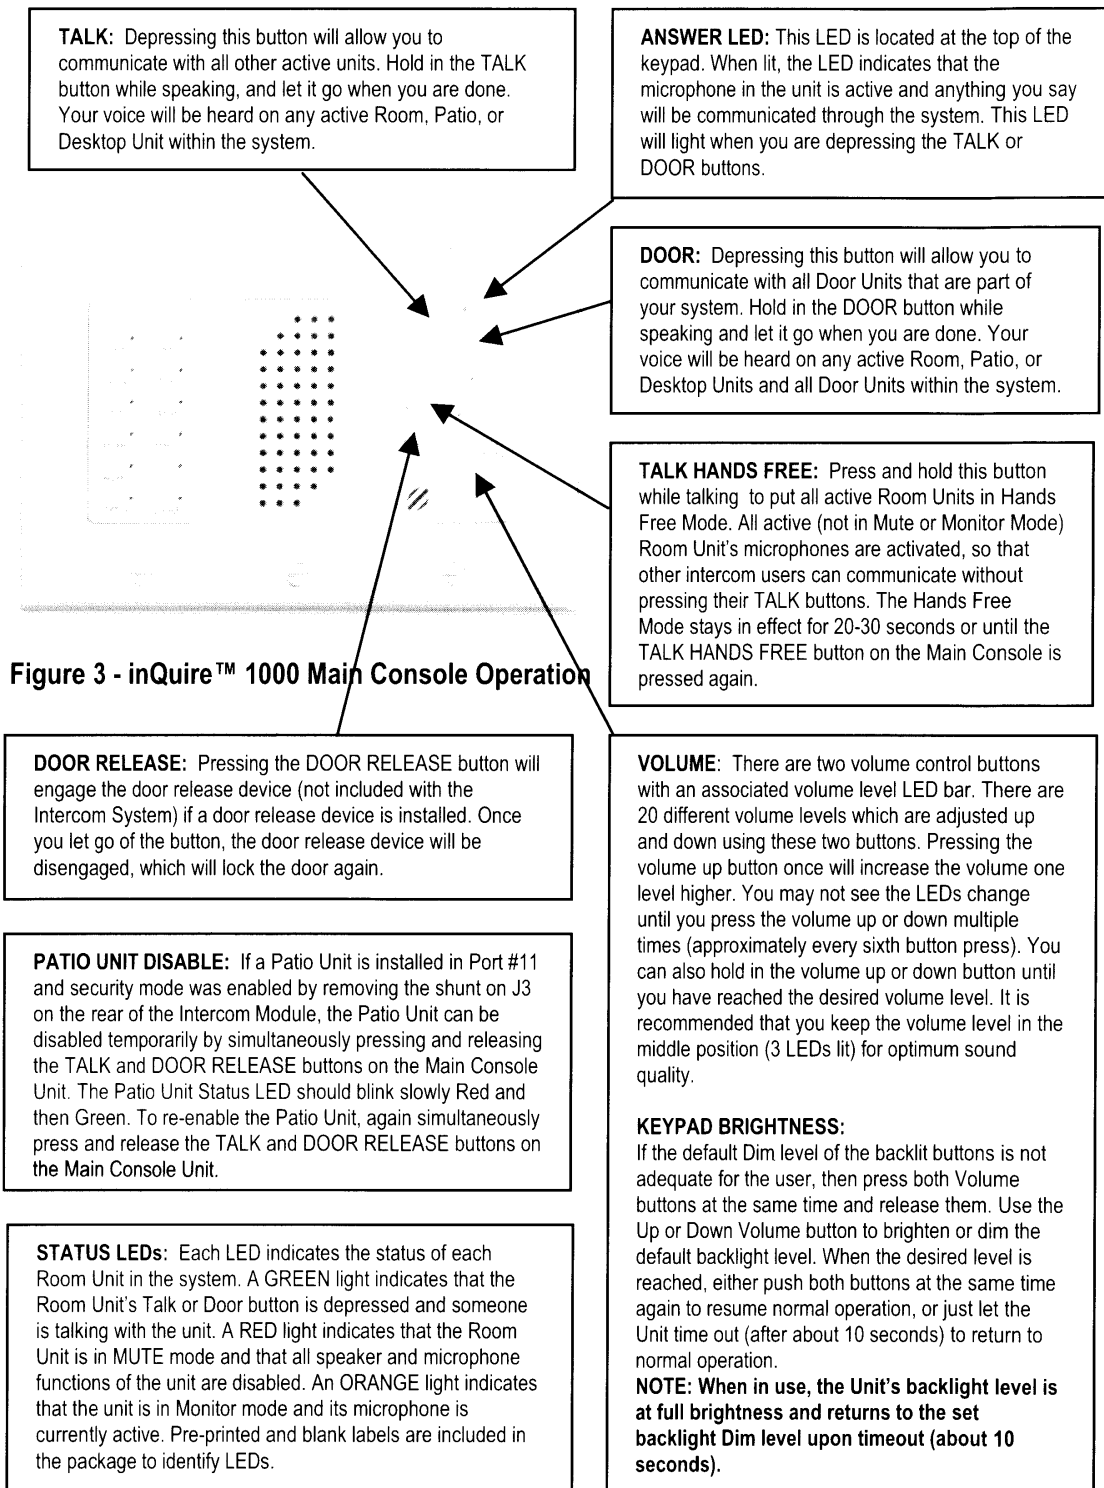 TALK: Depressing this button will allow you to
communicate with all other active units. Hold in the TALK
button while speaking, and let it go when you are done.
Your voice will be heard on any active Room, Patio, or
Desktop Unit within the system.
ANSWER LED: This LED is located at the top of the
keypad. When lit, the LED indicates that the
microphone in the unit is active and anything you say
will be communicated through the system. This LED
will light when you are depressing the TALK or
DOOR buttons.
DOOR: Depressing this button will allow you to
communicate with all Door Units that are part of
your system. Hold in the DOOR button while
speaking and let it go when you are done. Your
voice will be heard on any active Room, Patio, or
Desktop Units and all Door Units within the system.
TALK HANDS FREE: Press and hold this button
while talking to put all active Room Units in Hands
Free Mode. All active (not in Mute or Monitor Mode)
Room Unit's microphones are activated, so that
other intercom users can communicate without
pressing their TALK buttons. The Hands Free
Mode stays in effect for 20-30 seconds or until the
TALK HANDS FREE button on the Main Console is
pressed again.
Figure 3 - inQuire™ 1000 Main Console Operation
DOOR RELEASE: Pressing the DOOR RELEASE button will
engage the door release device (not included with the
Intercom System) if a door release device is installed. Once
you let go of the button, the door release device will be
disengaged, which will lock the door again.
PATIO UNIT DISABLE: If a Patio Unit is installed in Port #11
and security mode was enabled by removing the shunt on J3
on the rear of the Intercom Module, the Patio Unit can be
disabled temporarily by simultaneously pressing and releasing
the TALK and DOOR RELEASE buttons on the Main Console
Unit. The Patio Unit Status LED should blink slowly Red and
then Green. To re-enable the Patio Unit, again simultaneously
press and release the TALK and DOOR RELEASE buttons on
the Main Console Unit.
STATUS LEDs: Each LED indicates the status of each
Room Unit in the system. A GREEN light indicates that the
Room Unit's Talk or Door button is depressed and someone
is talking with the unit. A RED light indicates that the Room
Unit is in MUTE mode and that all speaker and microphone
functions of the unit are disabled. An ORANGE light indicates
that the unit is in Monitor mode and its microphone is
currently active. Pre-printed and blank labels are included in
the package to identify LEDs.
VOLUME: There are two volume control buttons
with an associated volume level LED bar. There are
20 different volume levels which are adjusted up
and down using these two buttons. Pressing the
volume up button once will increase the volume one
level higher. You may not see the LEDs change
until you press the volume up or down multiple
times (approximately every sixth button press). You
can also hold in the volume up or down button until
you have reached the desired volume level. It is
recommended that you keep the volume level in the
middle position (3 LEDs lit) for optimum sound
quality.
KEYPAD BRIGHTNESS:
If the default Dim level of the backlit buttons is not
adequate for the user, then press both Volume
buttons at the same time and release them. Use the
Up or Down Volume button to brighten or dim the
default backlight level. When the desired level is
reached, either push both buttons at the same time
again to resume normal operation, or just let the
Unit time out (after about 10 seconds) to return to
normal operation.
NOTE: When in use, the Unit's backlight level is
at full brightness and returns to the set
backlight Dim level upon timeout (about 10
seconds).